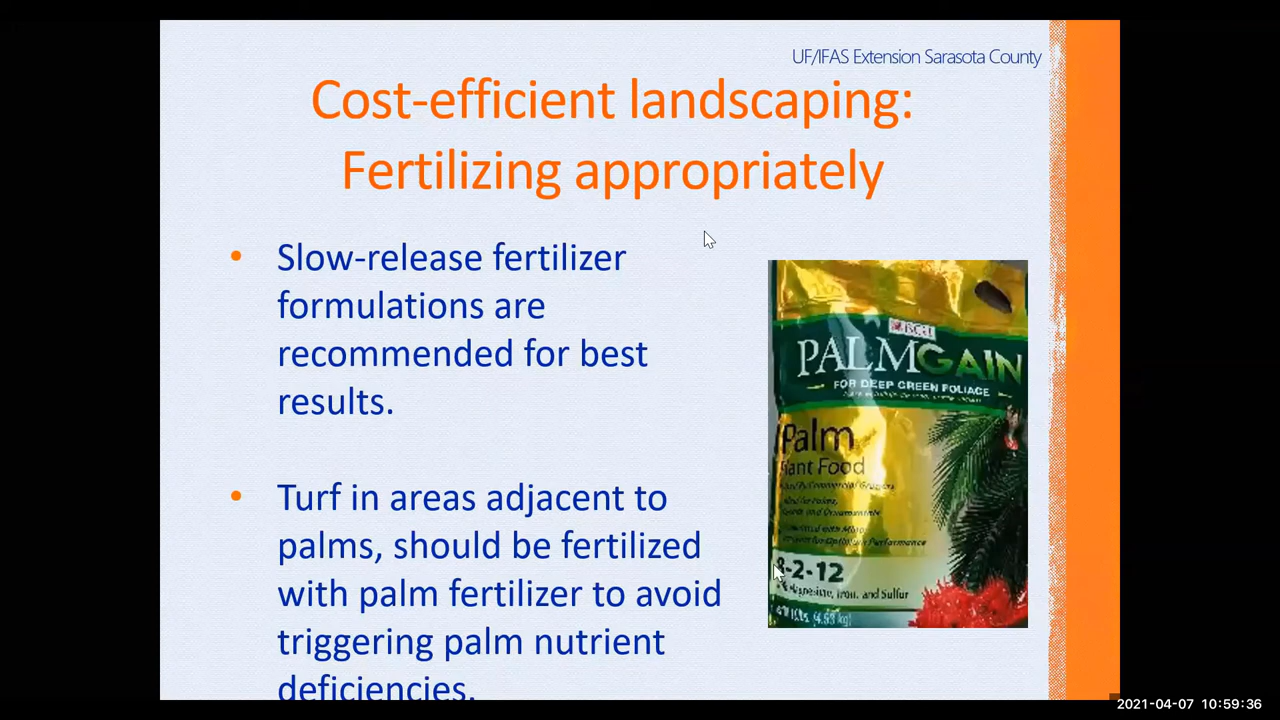 UF/IFAS Extension Sarasota County
Cost-efficient landscaping:
Fertilizing appropriately
• Slow-release fertilizer
formulations are
recommended for best
results.
• Turf in areas adjacent to
palms, should be fertilized
with palm fertilizer to avoid
triggering palm nutrient
deficiencies.
PALMGAIN
FOR DEEP GREEN FOLIAGE
Palm
Plant Food
8-2-12
Magnesium, Iron, and Sulfur
2021-04-07 10:59:36